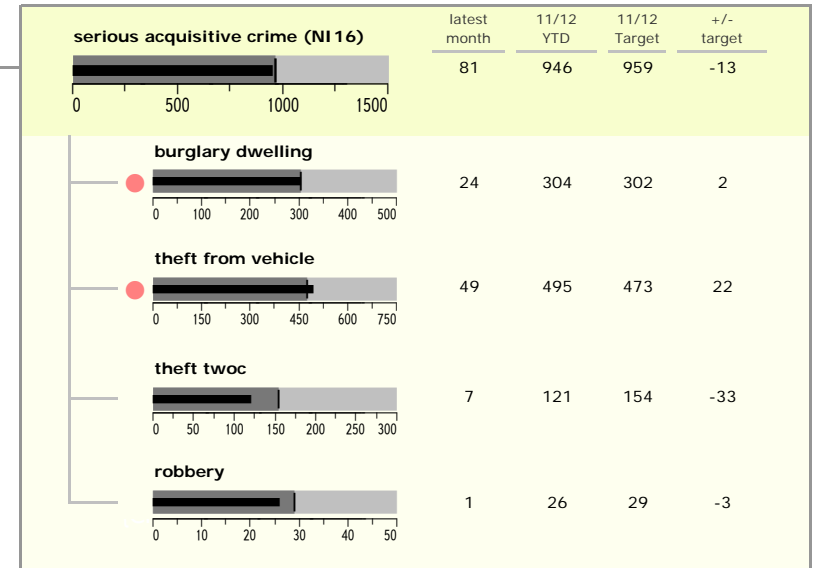 latest 11/12 11/12 +/-
serious acquisitive crime (NI16) month YTD Target target
81 946 959 -13
0 500 1000 1500
burglary dwelling
24 304 302 2
0 100 200 300 400 500
theft from vehicle
49 495 473 22
0 150 300 450 600 750
theft twoc
7 121 154 -33
0 50 100 150 200 250 300
robbery
1 26 29 -3
0 10 20 30 40 50